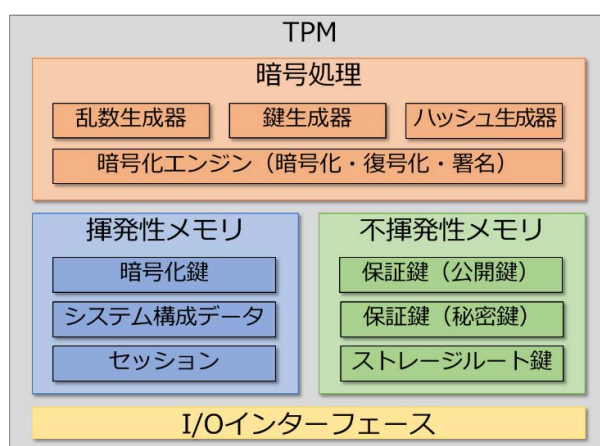 TPM
暗号処理
乱数生成器
鍵生成器
ハッシュ生成器
暗号化エンジン（暗号化・復号化・署名）
揮発性メモリ
暗号化鍵
システム構成データ
セッション
不揮発性メモリ
保証鍵（公開鍵）
保証鍵（秘密鍵）
ストレージルート鍵
I/Oインターフェース